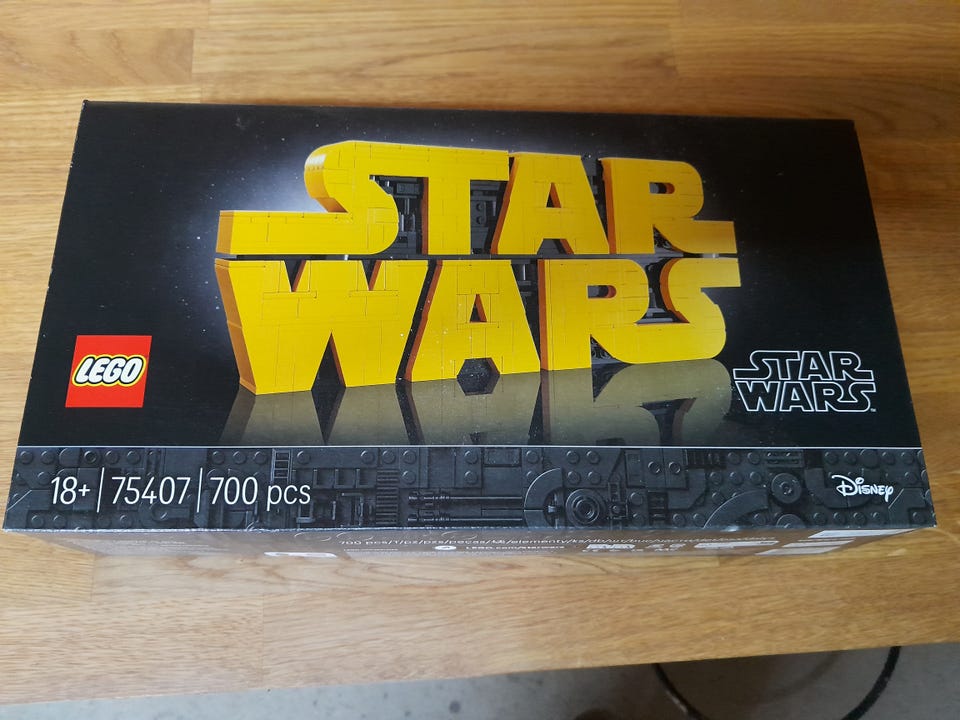 STAR
WARS
LEGO
STAR
WARS
18+ 75407 700 pcs
Disney